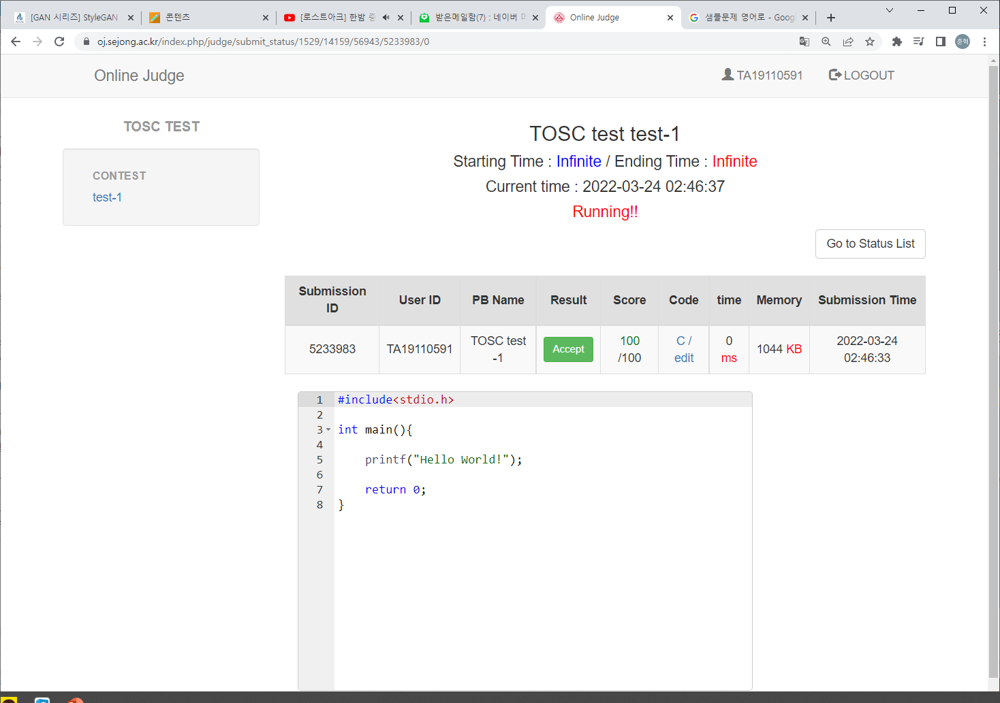 [GAN 시리즈] StyleGAN
콘텐츠
[로스트아크] 한밤 중
받은메일함(7) : 네이버 메
Online Judge
샘플문제 영어로 - Goog
oj.sejong.ac.kr/index.php/judge/submit_status/1529/14159/56943/5233983/0
준혁
Online Judge
TA19110591
LOGOUT
TOSC TEST
CONTEST
test-1
TOSC test test-1
Starting Time : Infinite / Ending Time : Infinite
Current time : 2022-03-24 02:46:37
Running!!
Go to Status List
Submission ID User ID PB Name Result Score Code time Memory Submission Time
5233983 TA19110591 TOSC test -1 Accept 100 /100 C / edit 0 ms 1044 KB 2022-03-24 02:46:33
1 #include<stdio.h>
2
3 int main(){
4
5 printf("Hello World!");
6
7 return 0;
8 }